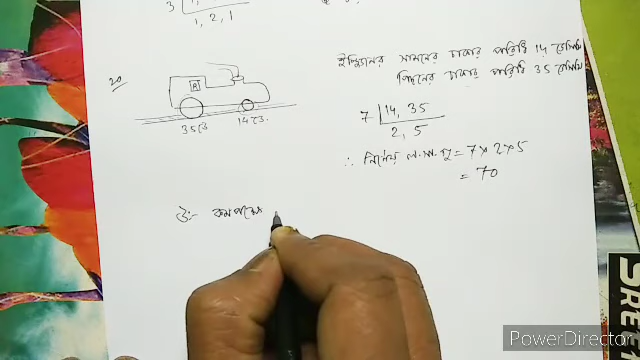 3
1, 2, 1
20
A
ইঞ্জিনের সামনের চাকার পরিধি 14 ডেসিমি
পিছনের চাকার পরিধি 35 ডেসিমি
35 ডে
14 ডে.
7 | 14, 35
2, 5
∴ নির্ণেয় ল.সা.গু = 7 × 2 × 5
= 70
উঃ- কমপক্ষে
SRE
PowerDirector